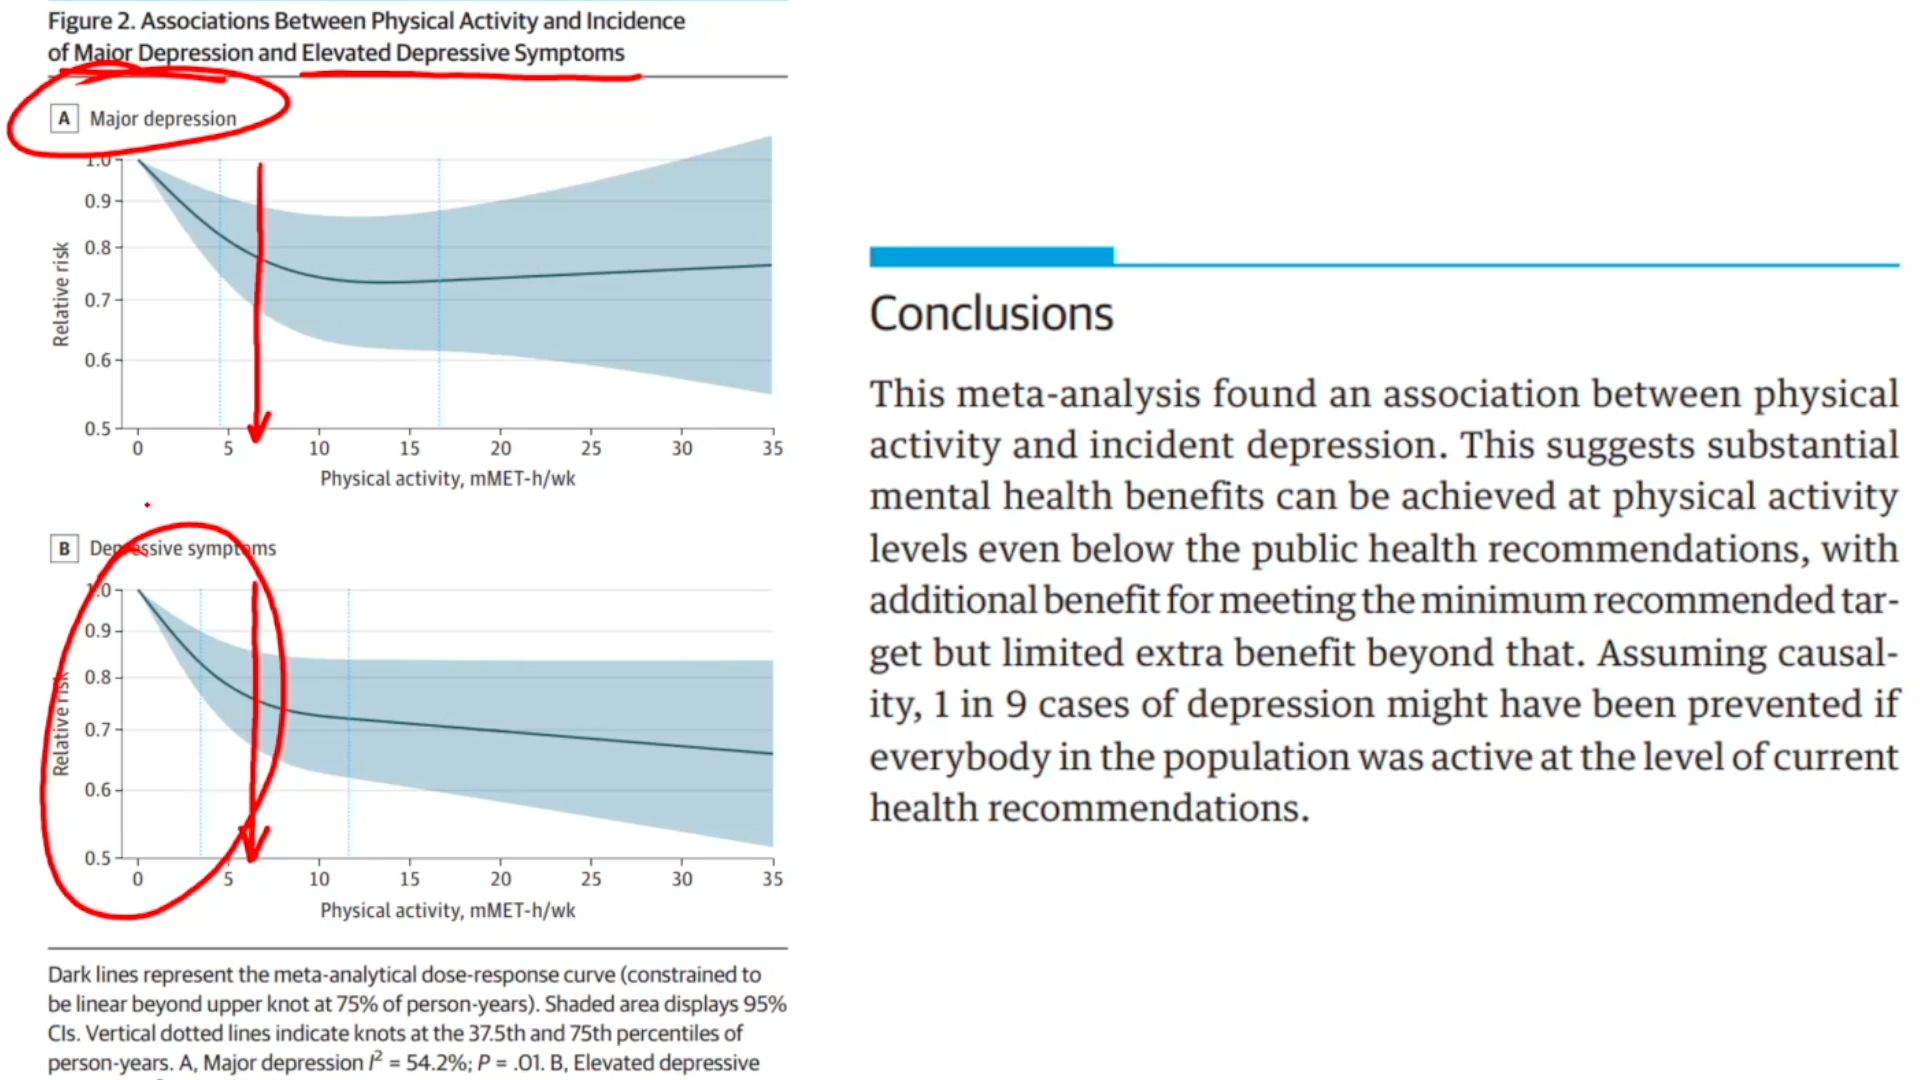 Figure 2. Associations Between Physical Activity and Incidence
of Major Depression and Elevated Depressive Symptoms
A Major depression
1.0
0.9
0.8
0.7
0.6
0.5
Relative risk
0 5 10 15 20 25 30 35
Physical activity, mMET-h/wk
B Depressive symptoms
1.0
0.9
0.8
0.7
0.6
0.5
Relative risk
0 5 10 15 20 25 30 35
Physical activity, mMET-h/wk
Dark lines represent the meta-analytical dose-response curve (constrained to
be linear beyond upper knot at 75% of person-years). Shaded area displays 95%
CIs. Vertical dotted lines indicate knots at the 37.5th and 75th percentiles of
person-years. A, Major depression I² = 54.2%; P = .01. B, Elevated depressive
Conclusions
This meta-analysis found an association between physical
activity and incident depression. This suggests substantial
mental health benefits can be achieved at physical activity
levels even below the public health recommendations, with
additional benefit for meeting the minimum recommended tar-
get but limited extra benefit beyond that. Assuming causal-
ity, 1 in 9 cases of depression might have been prevented if
everybody in the population was active at the level of current
health recommendations.